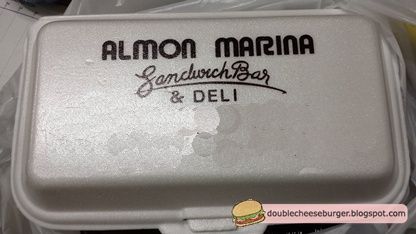 ALMON MARINA
Sandwich Bar
& DELI
doublecheeseburger.blogspot.com